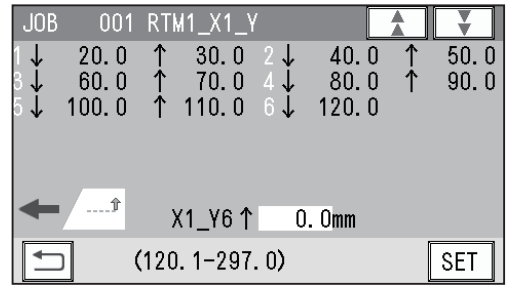 JOB 001 RTM1_X1_Y
1↓ 20.0 ↑ 30.0 2↓ 40.0 ↑ 50.0
3↓ 60.0 ↑ 70.0 4↓ 80.0 ↑ 90.0
5↓ 100.0 ↑ 110.0 6↓ 120.0
X1_Y6↑ 0.0mm
(120.1-297.0) SET